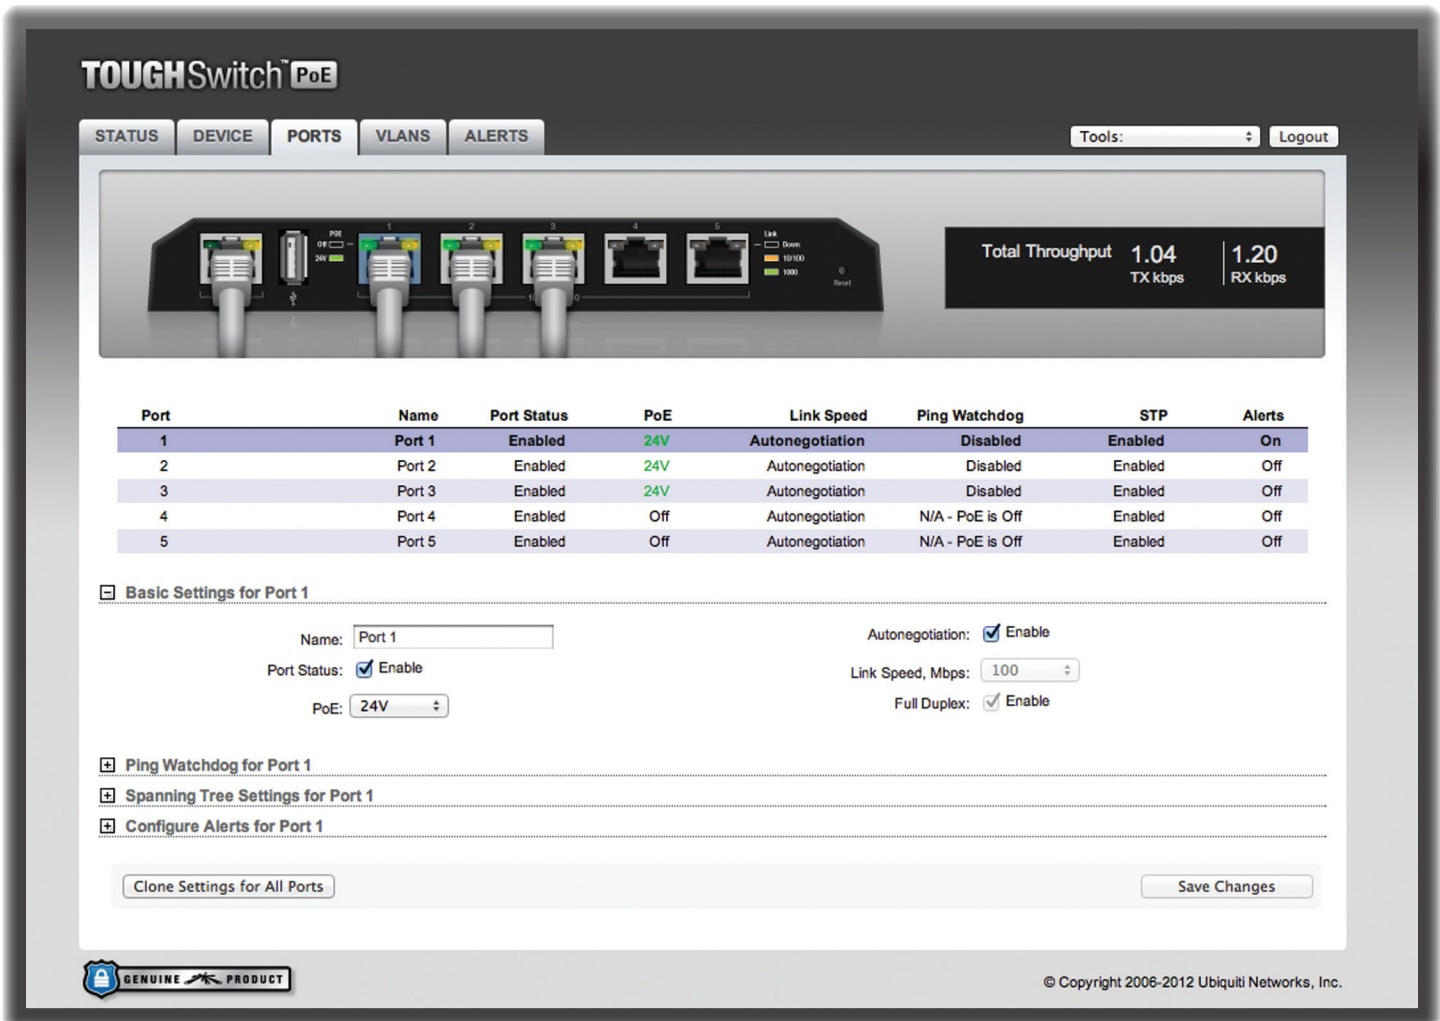 TOUGHSwitch™ PoE
STATUS DEVICE PORTS VLANS ALERTS
Tools: Logout
POE
Off
24V
1 2 3 4 5
Link
Down
10/100
1000
Reset
Total Throughput 1.04 TX kbps 1.20 RX kbps
Port Name Port Status PoE Link Speed Ping Watchdog STP Alerts
1 Port 1 Enabled 24V Autonegotiation Disabled Enabled On
2 Port 2 Enabled 24V Autonegotiation Disabled Enabled Off
3 Port 3 Enabled 24V Autonegotiation Disabled Enabled Off
4 Port 4 Enabled Off Autonegotiation N/A - PoE is Off Enabled Off
5 Port 5 Enabled Off Autonegotiation N/A - PoE is Off Enabled Off
Basic Settings for Port 1
Name: Port 1
Port Status: Enable
PoE: 24V
Autonegotiation: Enable
Link Speed, Mbps: 100
Full Duplex: Enable
Ping Watchdog for Port 1
Spanning Tree Settings for Port 1
Configure Alerts for Port 1
Clone Settings for All Ports
Save Changes
GENUINE PRODUCT
© Copyright 2006-2012 Ubiquiti Networks, Inc.